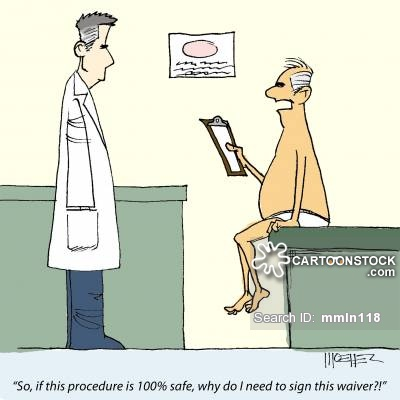 CARTOONSTOCK
.com
Search ID: mmln118
"So, if this procedure is 100% safe, why do I need to sign this waiver?!"